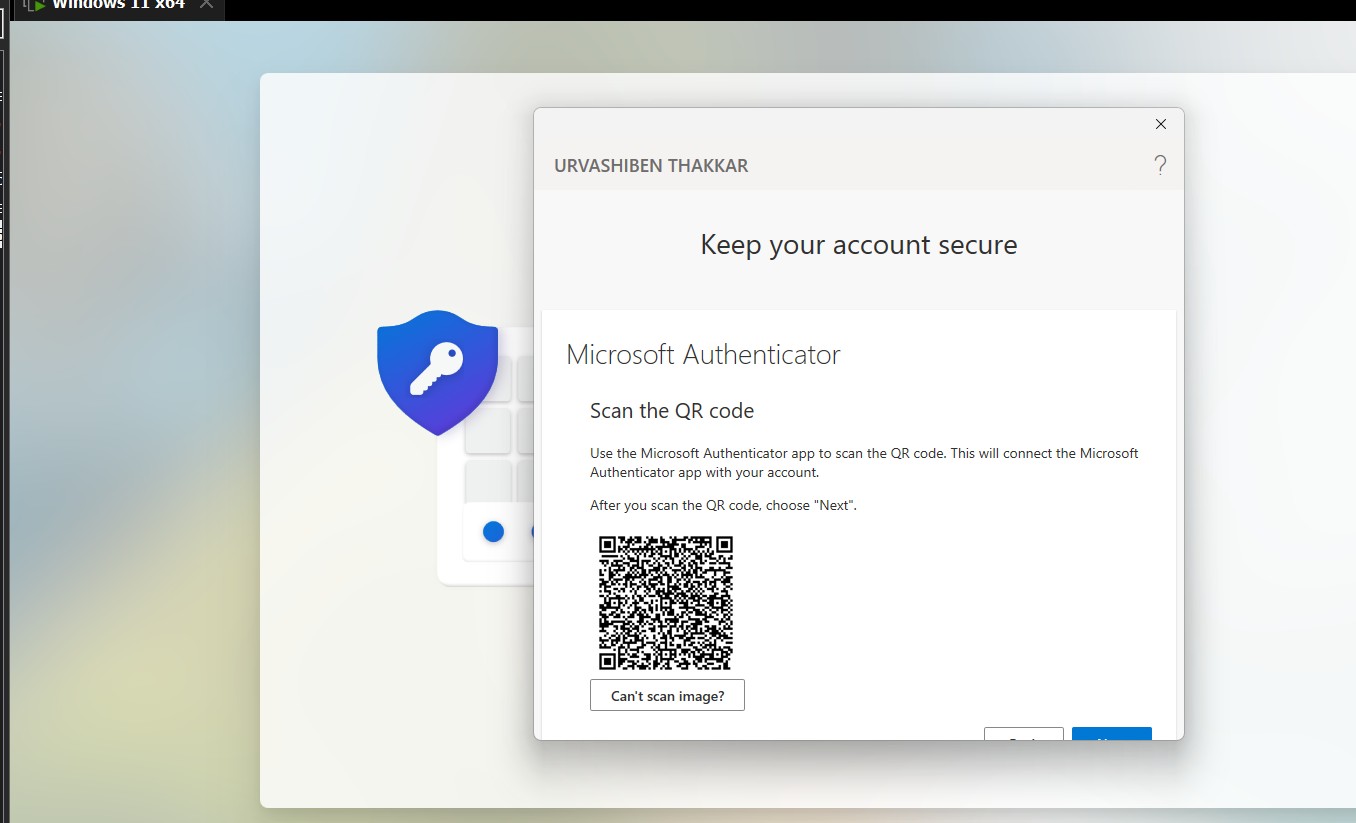 Windows 11 x64
URVASHIBEN THAKKAR
?
Keep your account secure
Microsoft Authenticator
Scan the QR code
Use the Microsoft Authenticator app to scan the QR code. This will connect the Microsoft
Authenticator app with your account.
After you scan the QR code, choose "Next".
Can't scan image?